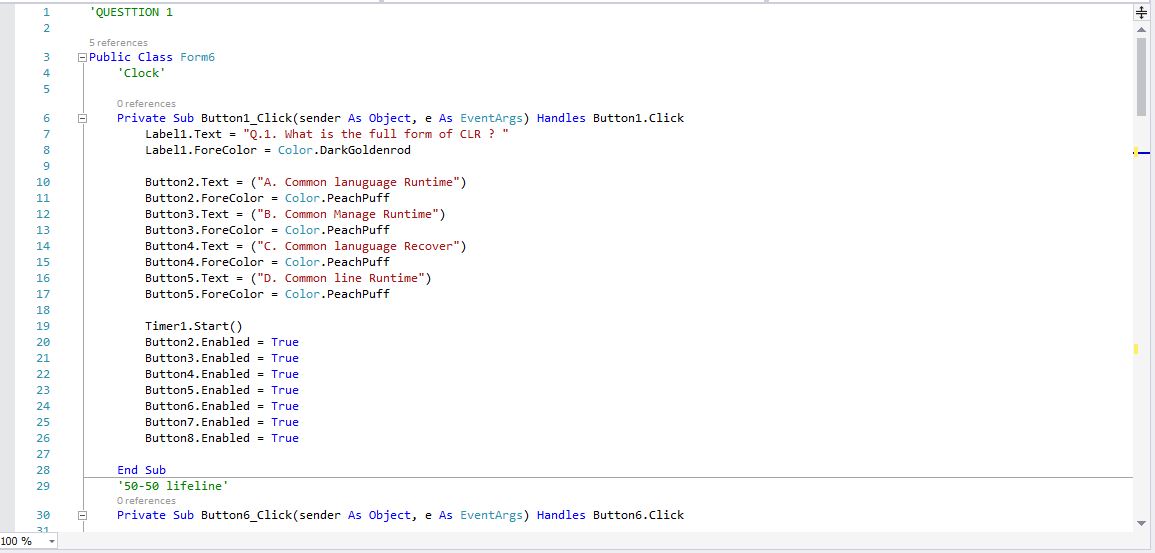 1 'QUESTTION 1
2
5 references
3 Public Class Form6
4 'Clock'
5
0 references
6 Private Sub Button1_Click(sender As Object, e As EventArgs) Handles Button1.Click
7 Label1.Text = "Q.1. What is the full form of CLR ? "
8 Label1.ForeColor = Color.DarkGoldenrod
9
10 Button2.Text = ("A. Common lanuguage Runtime")
11 Button2.ForeColor = Color.PeachPuff
12 Button3.Text = ("B. Common Manage Runtime")
13 Button3.ForeColor = Color.PeachPuff
14 Button4.Text = ("C. Common lanuguage Recover")
15 Button4.ForeColor = Color.PeachPuff
16 Button5.Text = ("D. Common line Runtime")
17 Button5.ForeColor = Color.PeachPuff
18
19 Timer1.Start()
20 Button2.Enabled = True
21 Button3.Enabled = True
22 Button4.Enabled = True
23 Button5.Enabled = True
24 Button6.Enabled = True
25 Button7.Enabled = True
26 Button8.Enabled = True
27
28 End Sub
29 '50-50 lifeline'
0 references
30 Private Sub Button6_Click(sender As Object, e As EventArgs) Handles Button6.Click
31
100 %